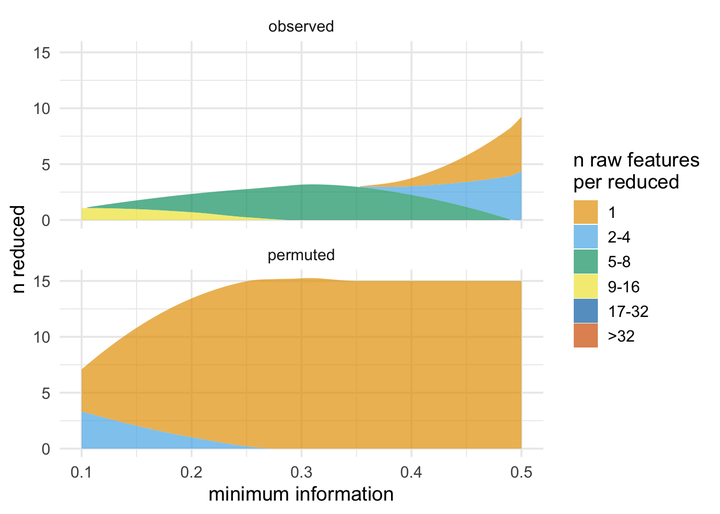 observed
15
10
5
0
permuted
15
10
5
0
n reduced
0.1 0.2 0.3 0.4 0.5
minimum information
n raw features
per reduced
1
2-4
5-8
9-16
17-32
>32